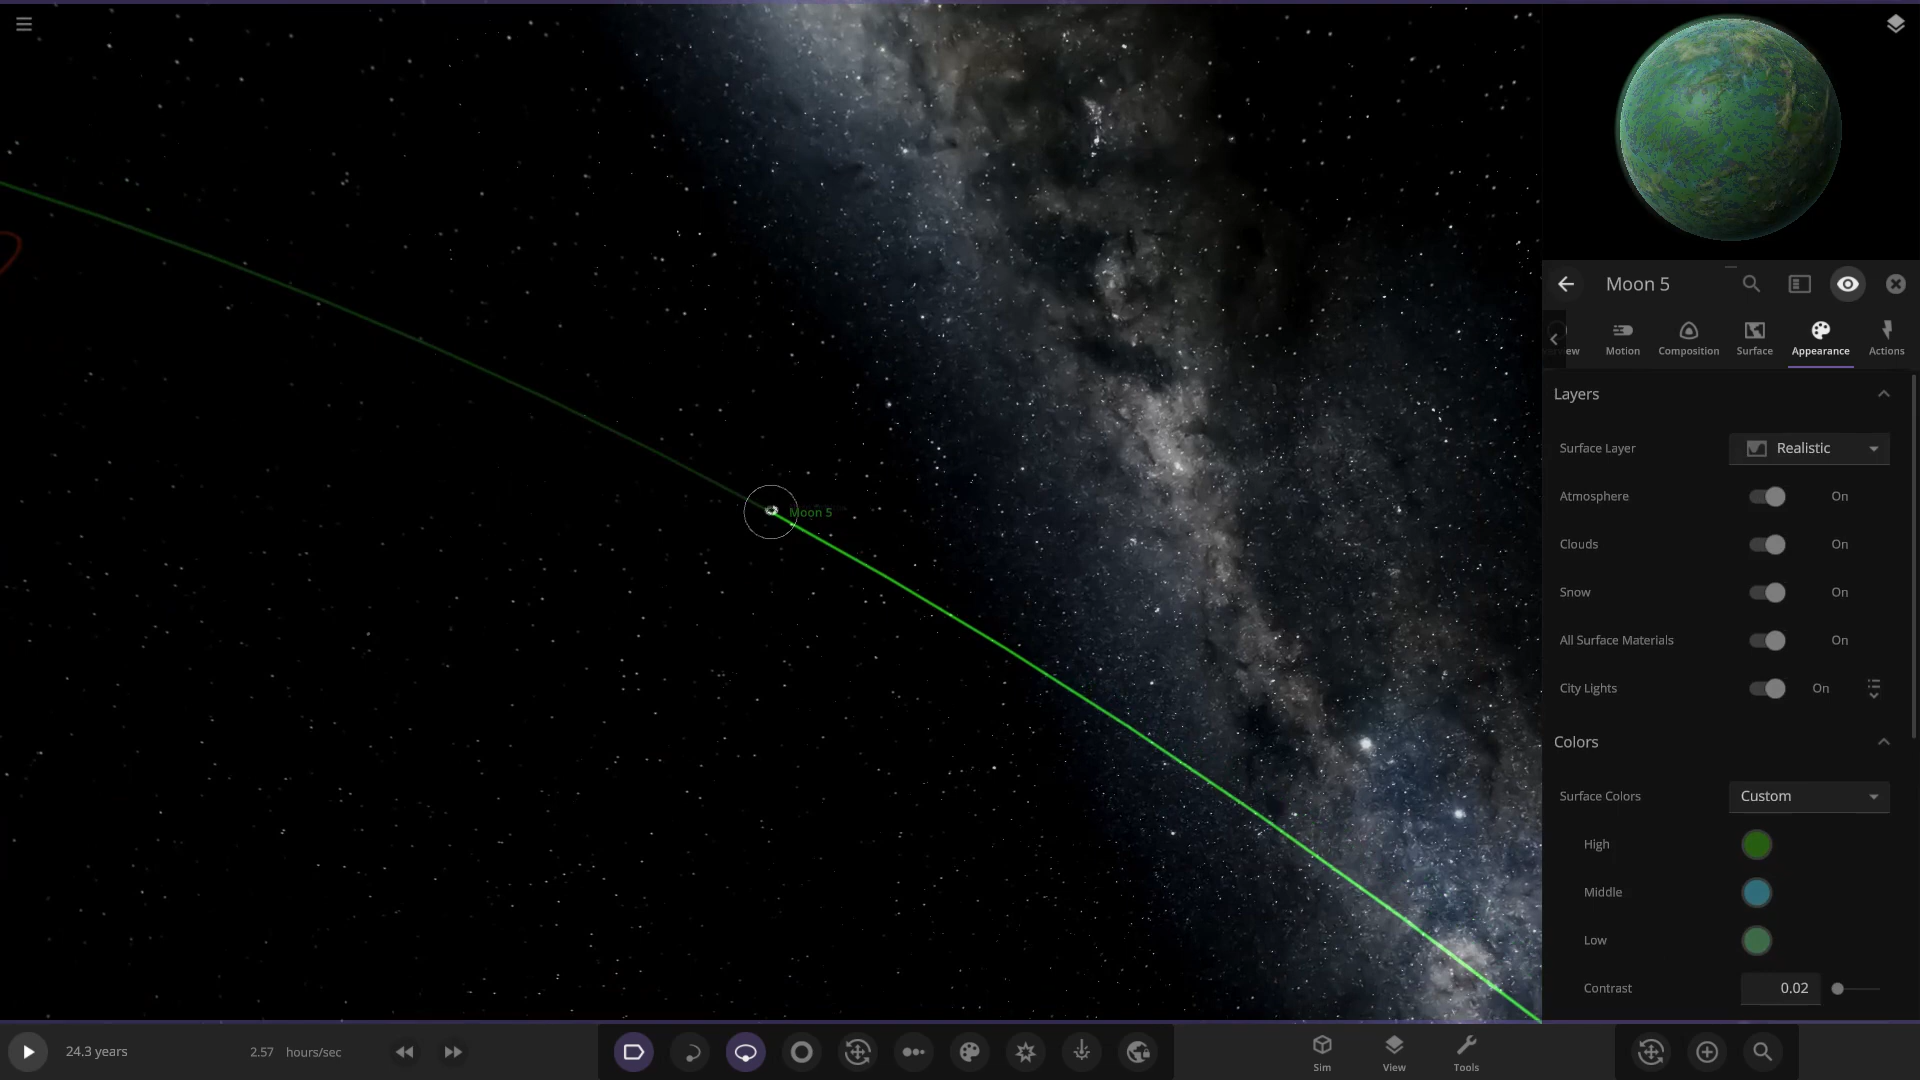 Moon 5
Moon 5
Motion
Composition
Surface
Appearance
Actions
Layers
Surface Layer
Realistic
Atmosphere
On
Clouds
On
Snow
On
All Surface Materials
On
City Lights
On
Colors
Surface Colors
Custom
High
Middle
Low
Contrast
0.02
24.3 years
2.57 hours/sec
Sim
View
Tools